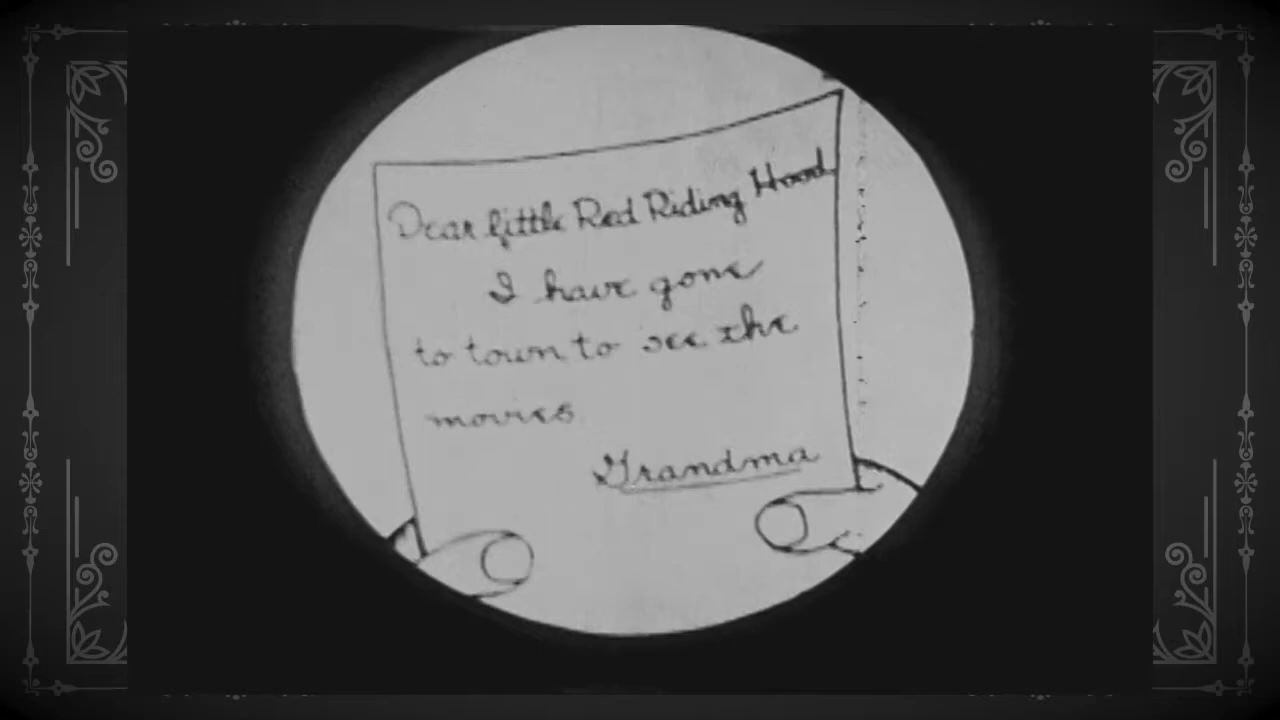 Dear little Red Riding Hood
I have gone
to town to see the
movies.
Grandma